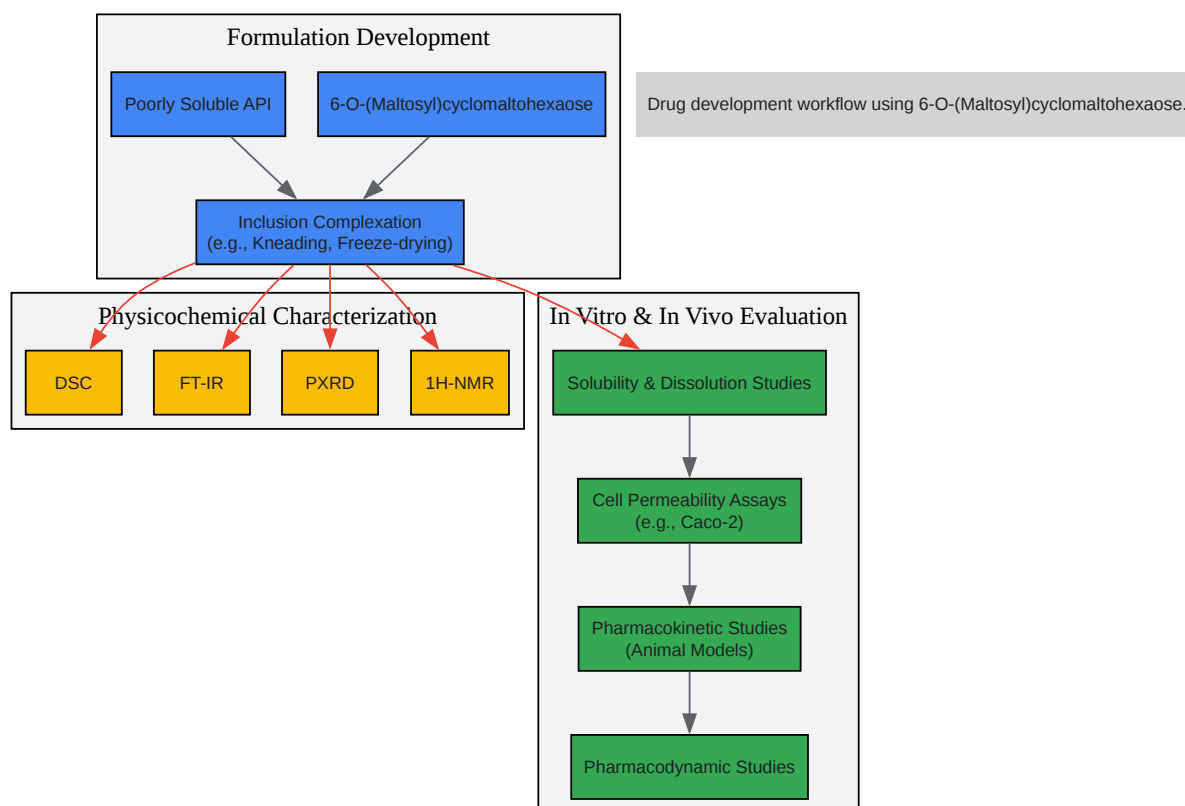 Formulation Development
Poorly Soluble API
6-O-(Maltosyl)cyclomaltohexaose
Drug development workflow using 6-O-(Maltosyl)cyclomaltohexaose.
Inclusion Complexation
(e.g., Kneading, Freeze-drying)
Physicochemical Characterization
DSC
FT-IR
PXRD
1H-NMR
In Vitro & In Vivo Evaluation
Solubility & Dissolution Studies
Cell Permeability Assays
(e.g., Caco-2)
Pharmacokinetic Studies
(Animal Models)
Pharmacodynamic Studies